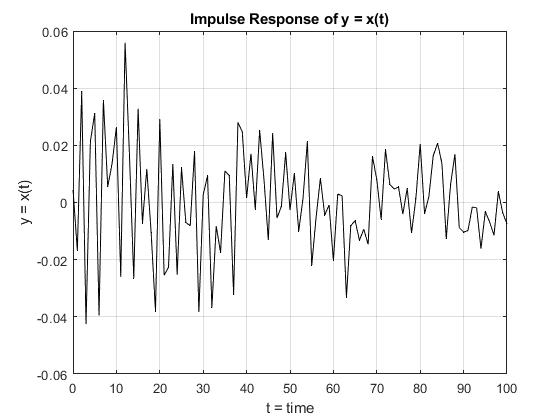 Impulse Response of y = x(t)
0.06
0.04
0.02
0
-0.02
-0.04
-0.06
y = x(t)
0 10 20 30 40 50 60 70 80 90 100
t = time